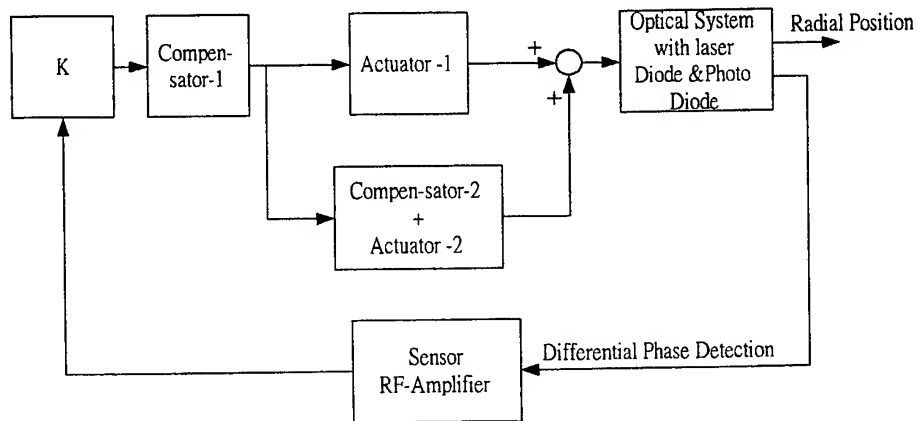 K
Compen-
sator-1
Actuator -1
+
+
Optical System
with laser
Diode &Photo
Diode
Radial Position
Compen-sator-2
+
Actuator -2
Sensor
RF-Amplifier
Differential Phase Detection